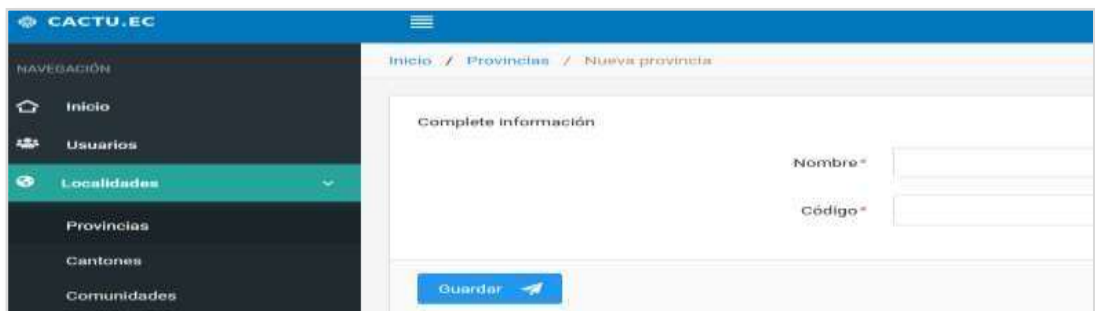 CACTU.EC
NAVEGACIÓN
Inicio
Usuarios
Localidades
Provincias
Cantones
Comunidades
Inicio / Provincias / Nueva provincia
Complete información
Nombre*
Código*
Guardar